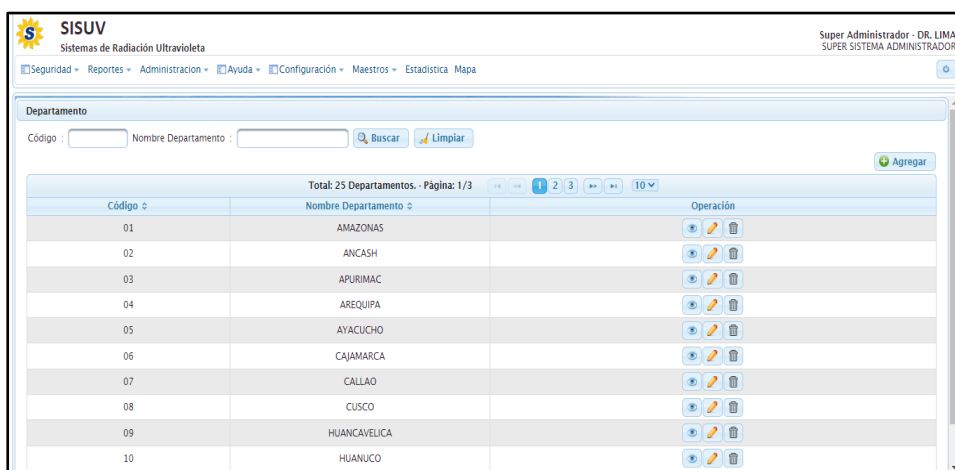 SISUV
Sistemas de Radiación Ultravioleta
Super Administrador - DR. LIMA
SUPER SISTEMA ADMINISTRADOR
Seguridad Reportes Administracion Ayuda Configuración Maestros Estadistica Mapa
Departamento
Código : Nombre Departamento : Buscar Limpiar
Agregar
Total: 25 Departamentos. - Página: 1/3 1 2 3 10
Código Nombre Departamento Operación
01 AMAZONAS
02 ANCASH
03 APURIMAC
04 AREQUIPA
05 AYACUCHO
06 CAJAMARCA
07 CALLAO
08 CUSCO
09 HUANCAVELICA
10 HUANUCO